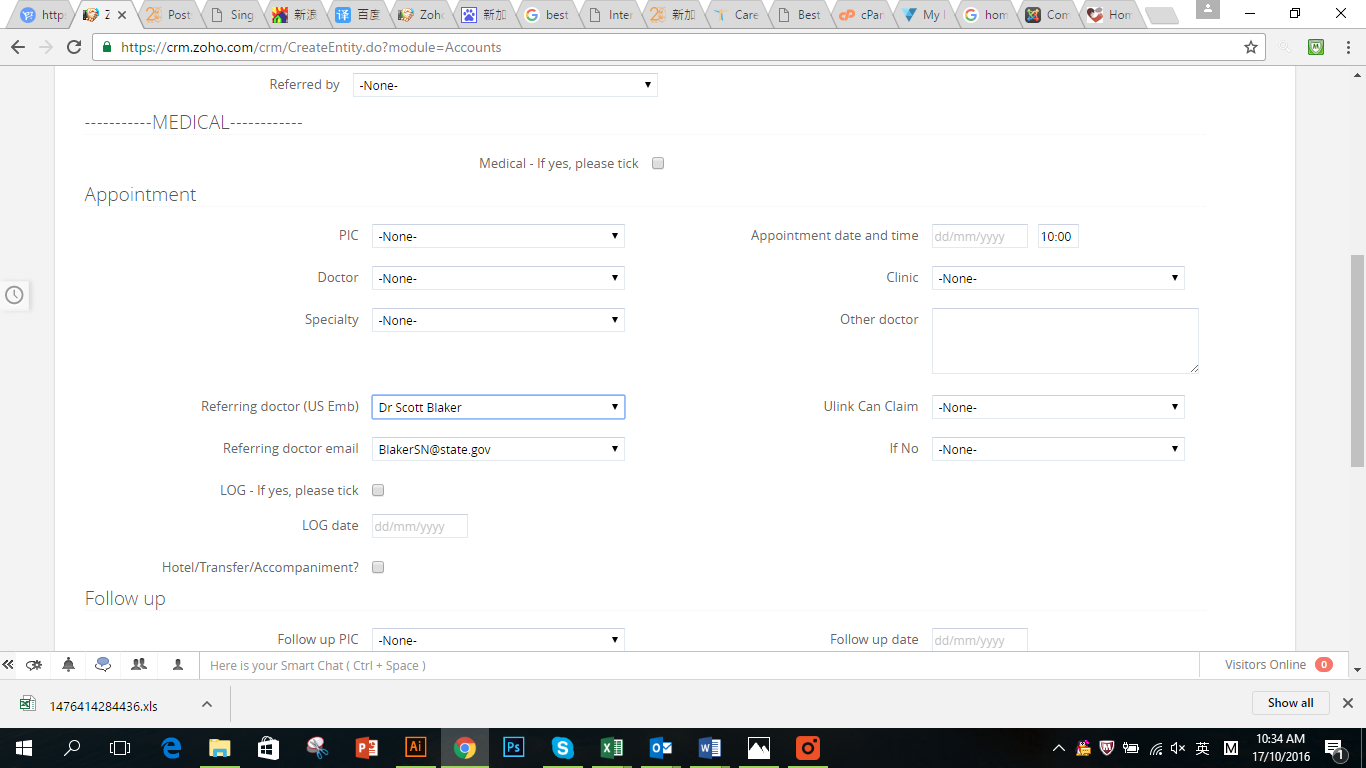 http
Z
Post
Sing
新浪
百度
Zoho
新加
best
Inter
新加
Care
Best
cPan
My
hom
Com
Hom
https://crm.zoho.com/crm/CreateEntity.do?module=Accounts
Referred by -None-
-----------MEDICAL------------
Medical - If yes, please tick
Appointment
PIC -None- Appointment date and time dd/mm/yyyy 10:00
Doctor -None- Clinic -None-
Specialty -None- Other doctor
Referring doctor (US Emb) Dr Scott Blaker Ulink Can Claim -None-
Referring doctor email BlakerSN@state.gov If No -None-
LOG - If yes, please tick
LOG date dd/mm/yyyy
Hotel/Transfer/Accompaniment?
Follow up
Follow up PIC -None- Follow up date dd/mm/yyyy
Here is your Smart Chat ( Ctrl + Space ) Visitors Online 0
1476414284436.xls Show all
英 M 10:34 AM
17/10/2016 1